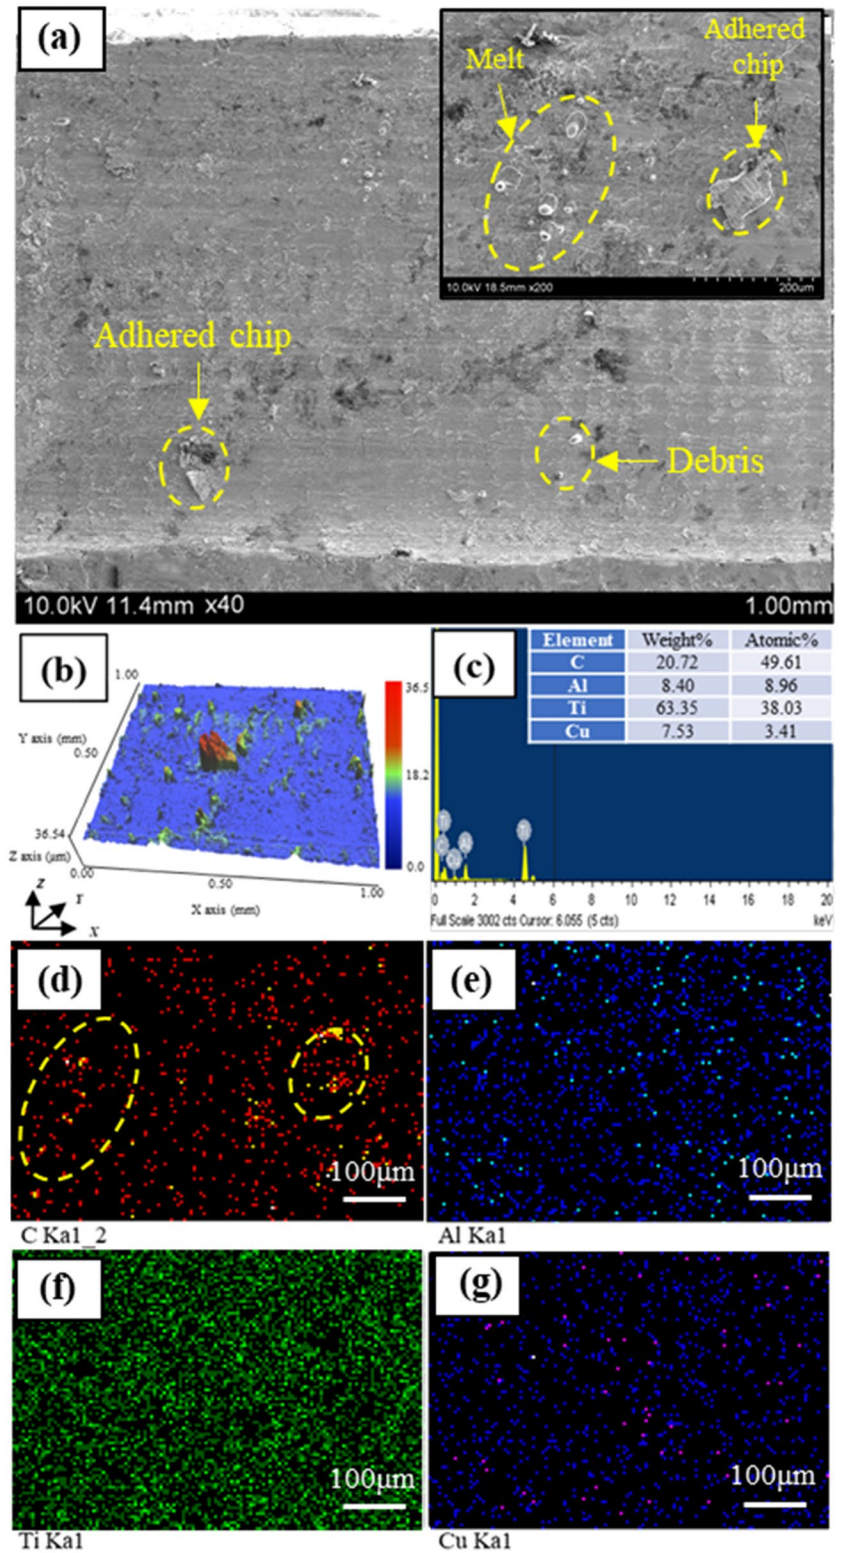 (a)
Melt
Adhered
chip
10.0kV 18.5mm x200
200um
Adhered chip
Debris
10.0kV 11.4mm x40
1.00mm
(b)
1.00
Y axis (mm)
0.50
36.54
Z axis (μm)
0.00
0.50
1.00
X axis (mm)
Z
Y
X
36.5
18.2
0.0
(c)
Element Weight% Atomic%
C 20.72 49.61
Al 8.40 8.96
Ti 63.35 38.03
Cu 7.53 3.41
Ti
C
Cu
Al
Ti
0 2 4 6 8 10 12 14 16 18 20
Full Scale 3002 cts Cursor: 6.055 (5 cts)
keV
(d)
100μm
C Ka1_2
(e)
100μm
Al Ka1
(f)
100μm
Ti Ka1
(g)
100μm
Cu Ka1